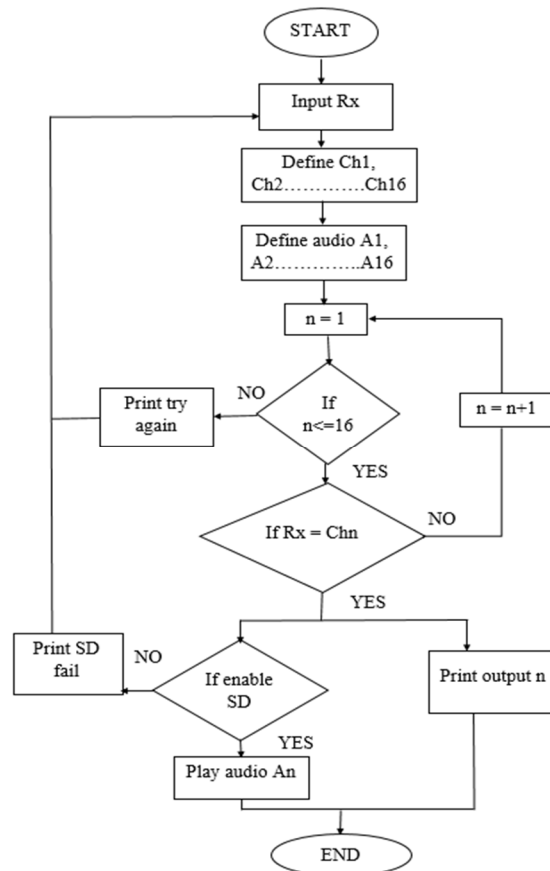 START
Input Rx
Define Ch1,
Ch2………….Ch16
Define audio A1,
A2…………..A16
n = 1
NO
If
n<=16
Print try
again
n = n+1
YES
If Rx = Chn
NO
YES
Print SD
fail
NO
If enable
SD
Print output n
YES
Play audio An
END